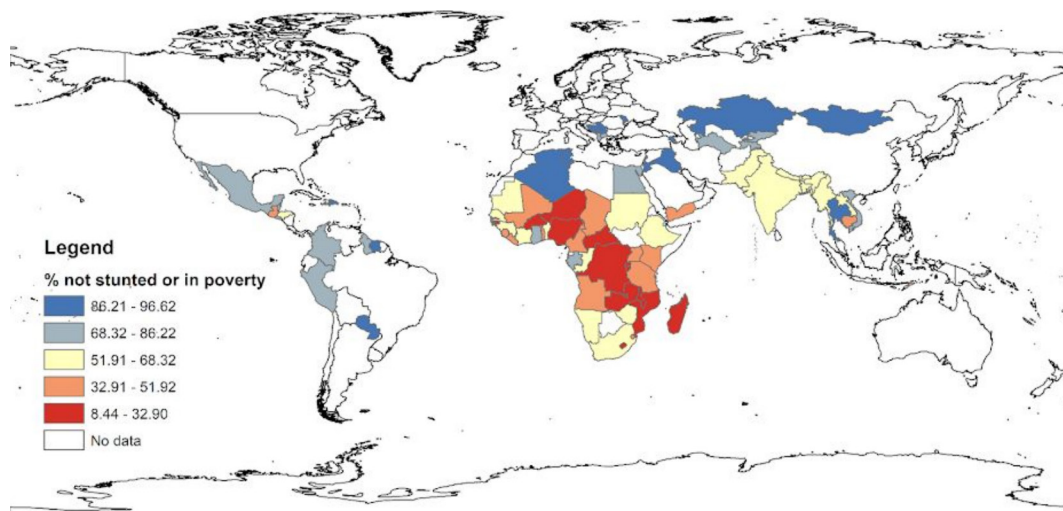 Legend
% not stunted or in poverty
86.21 - 96.62
68.32 - 86.22
51.91 - 68.32
32.91 - 51.92
8.44 - 32.90
No data